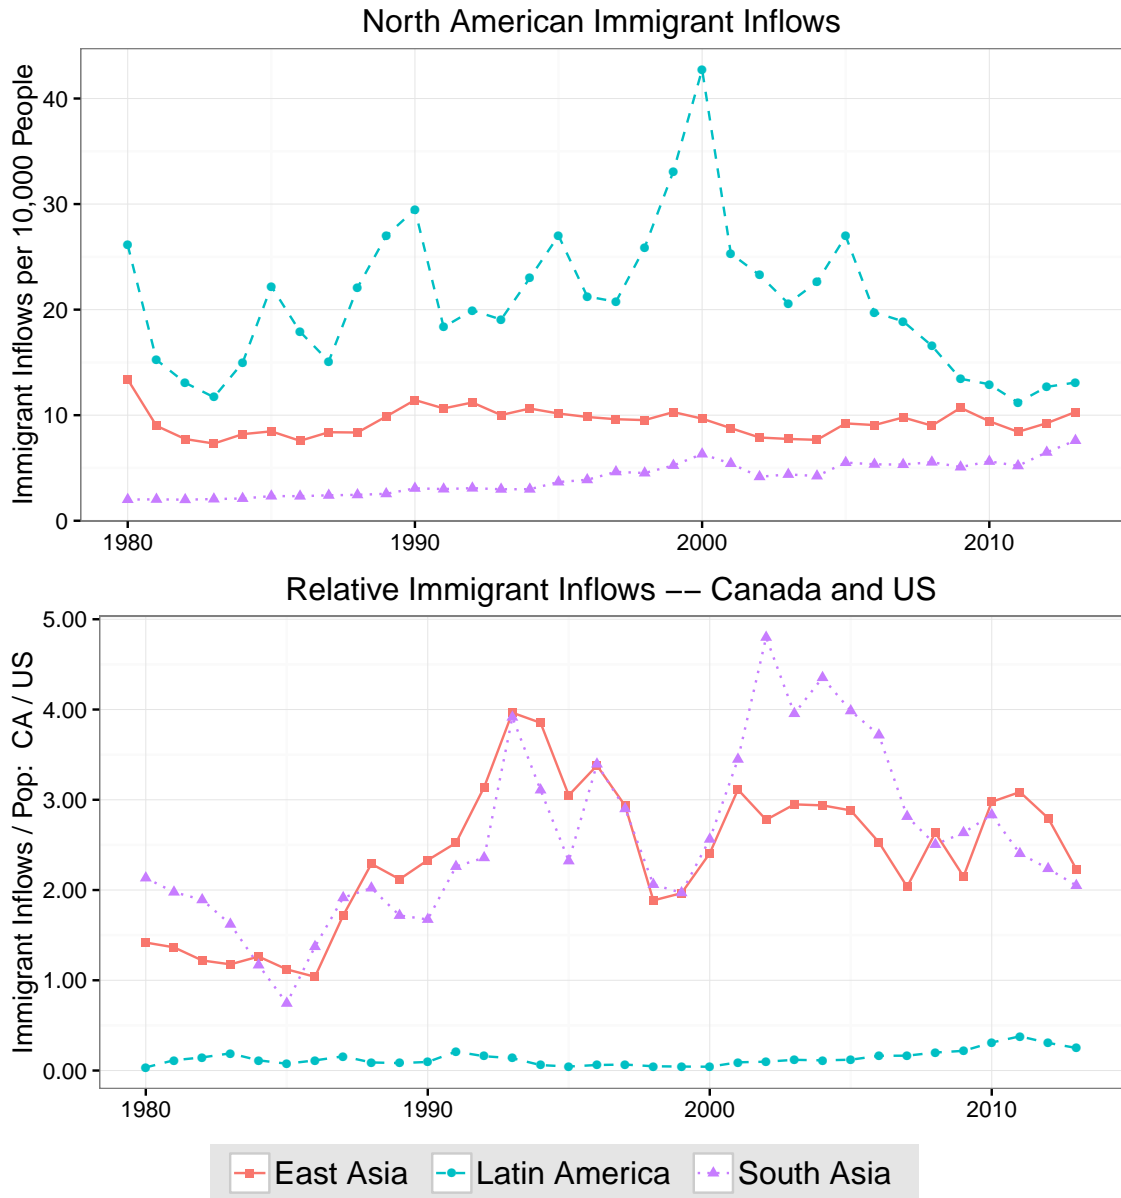 North American Immigrant Inflows
Immigrant Inflows per 10,000 People
40
30
20
10
0
1980 1990 2000 2010
Relative Immigrant Inflows −− Canada and US
Immigrant Inflows / Pop: CA / US
5.00
4.00
3.00
2.00
1.00
0.00
1980 1990 2000 2010
East Asia Latin America South Asia